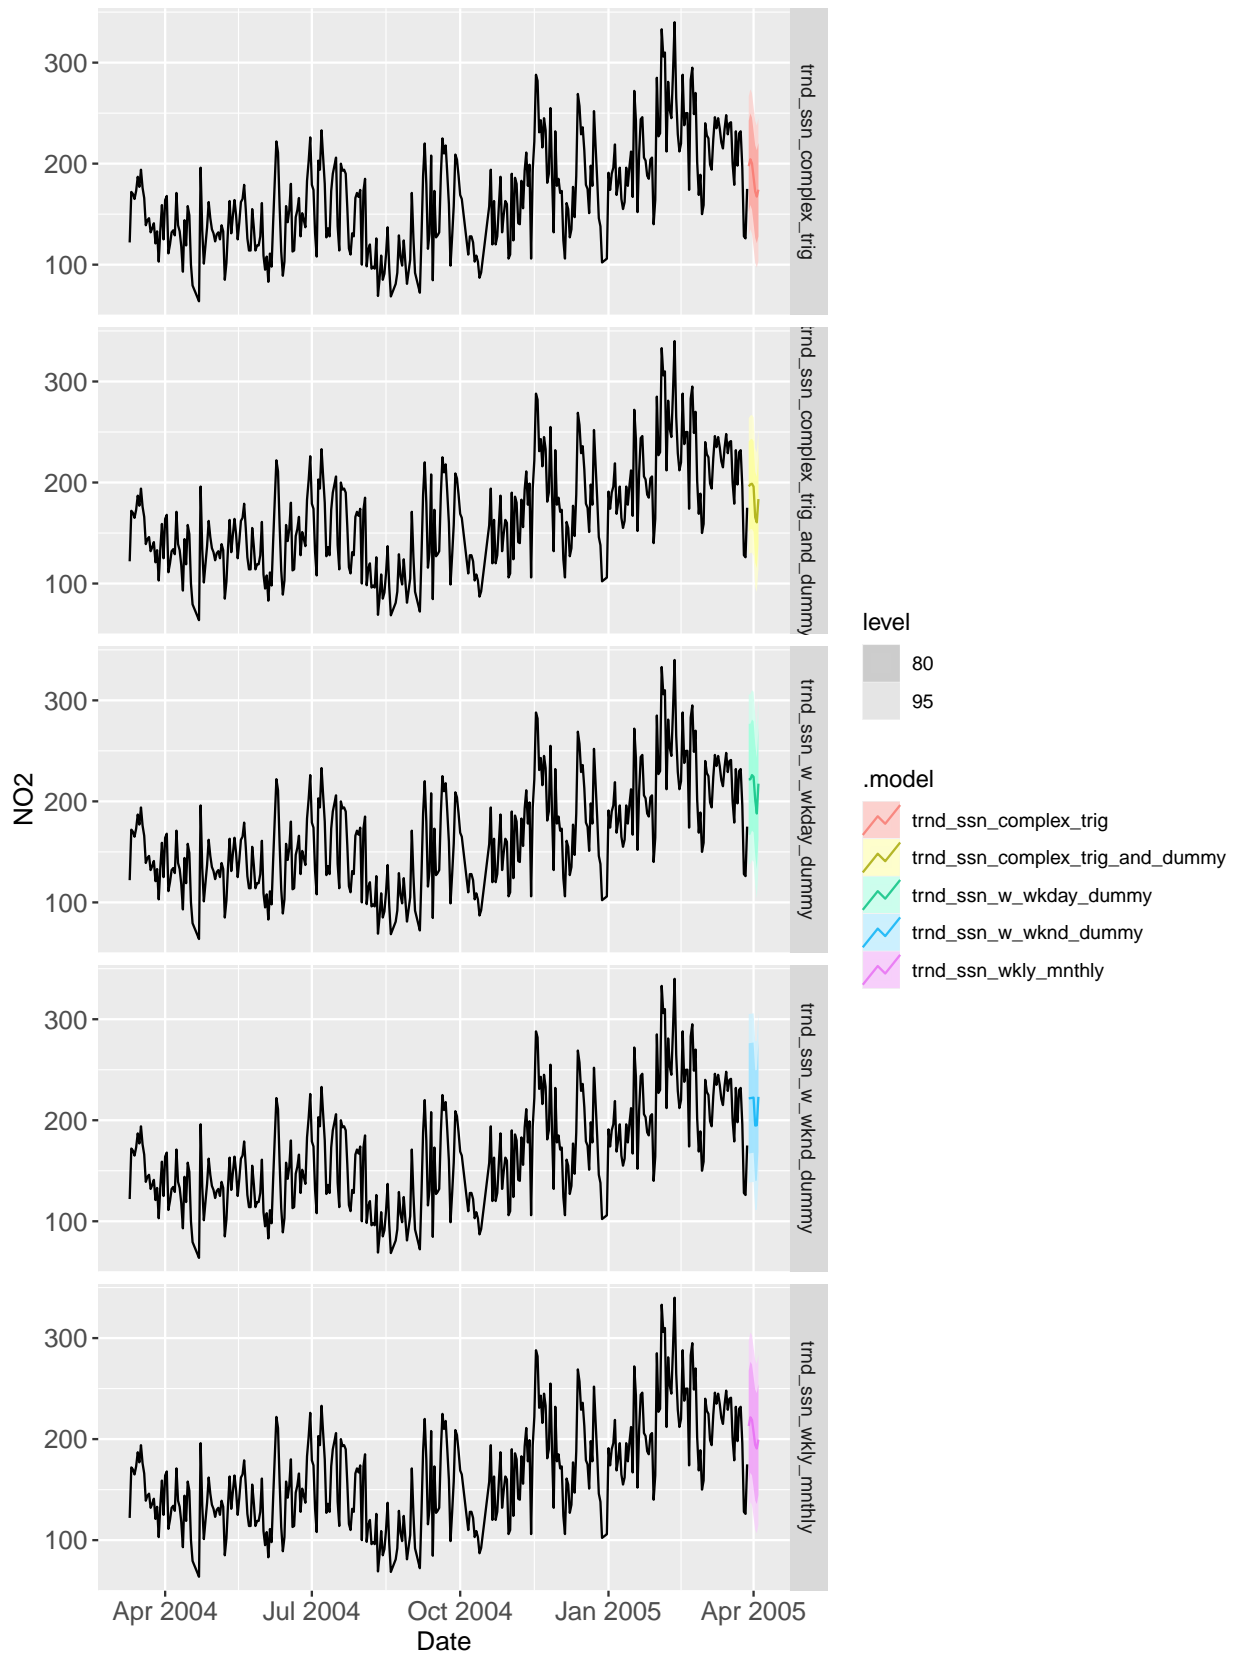 300
200
100
trnd_ssn_complex_trig
300
200
100
trnd_ssn_complex_trig_and_dummy
300
200
100
trnd_ssn_w_wkday_dummy
300
200
100
trnd_ssn_w_wknd_dummy
300
200
100
trnd_ssn_wkly_mnthly
NO2
Apr 2004 Jul 2004 Oct 2004 Jan 2005 Apr 2005
Date
level
80
95
.model
trnd_ssn_complex_trig
trnd_ssn_complex_trig_and_dummy
trnd_ssn_w_wkday_dummy
trnd_ssn_w_wknd_dummy
trnd_ssn_wkly_mnthly